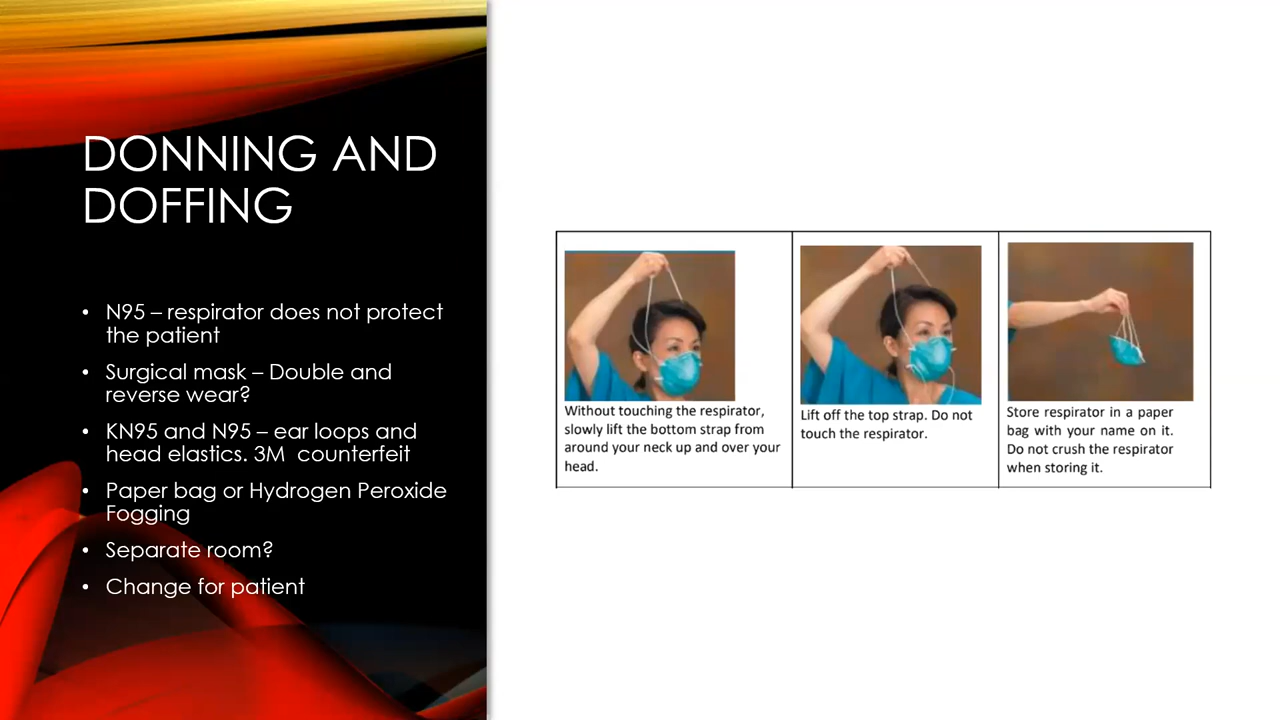 DONNING AND
DOFFING
• N95 – respirator does not protect
the patient
• Surgical mask – Double and
reverse wear?
• KN95 and N95 – ear loops and
head elastics. 3M  counterfeit
• Paper bag or Hydrogen Peroxide
Fogging
• Separate room?
• Change for patient
Without touching the respirator,
slowly lift the bottom strap from
around your neck up and over your
head.
Lift off the top strap. Do not
touch the respirator.
Store respirator in a paper
bag with your name on it.
Do not crush the respirator
when storing it.